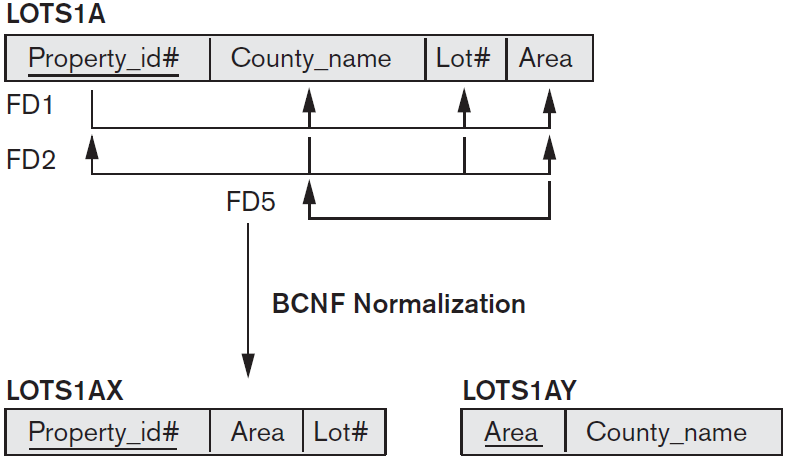 LOTS1A
Property_id# County_name Lot# Area
FD1
FD2
FD5
BCNF Normalization
LOTS1AX LOTS1AY
Property_id# Area Lot# Area County_name